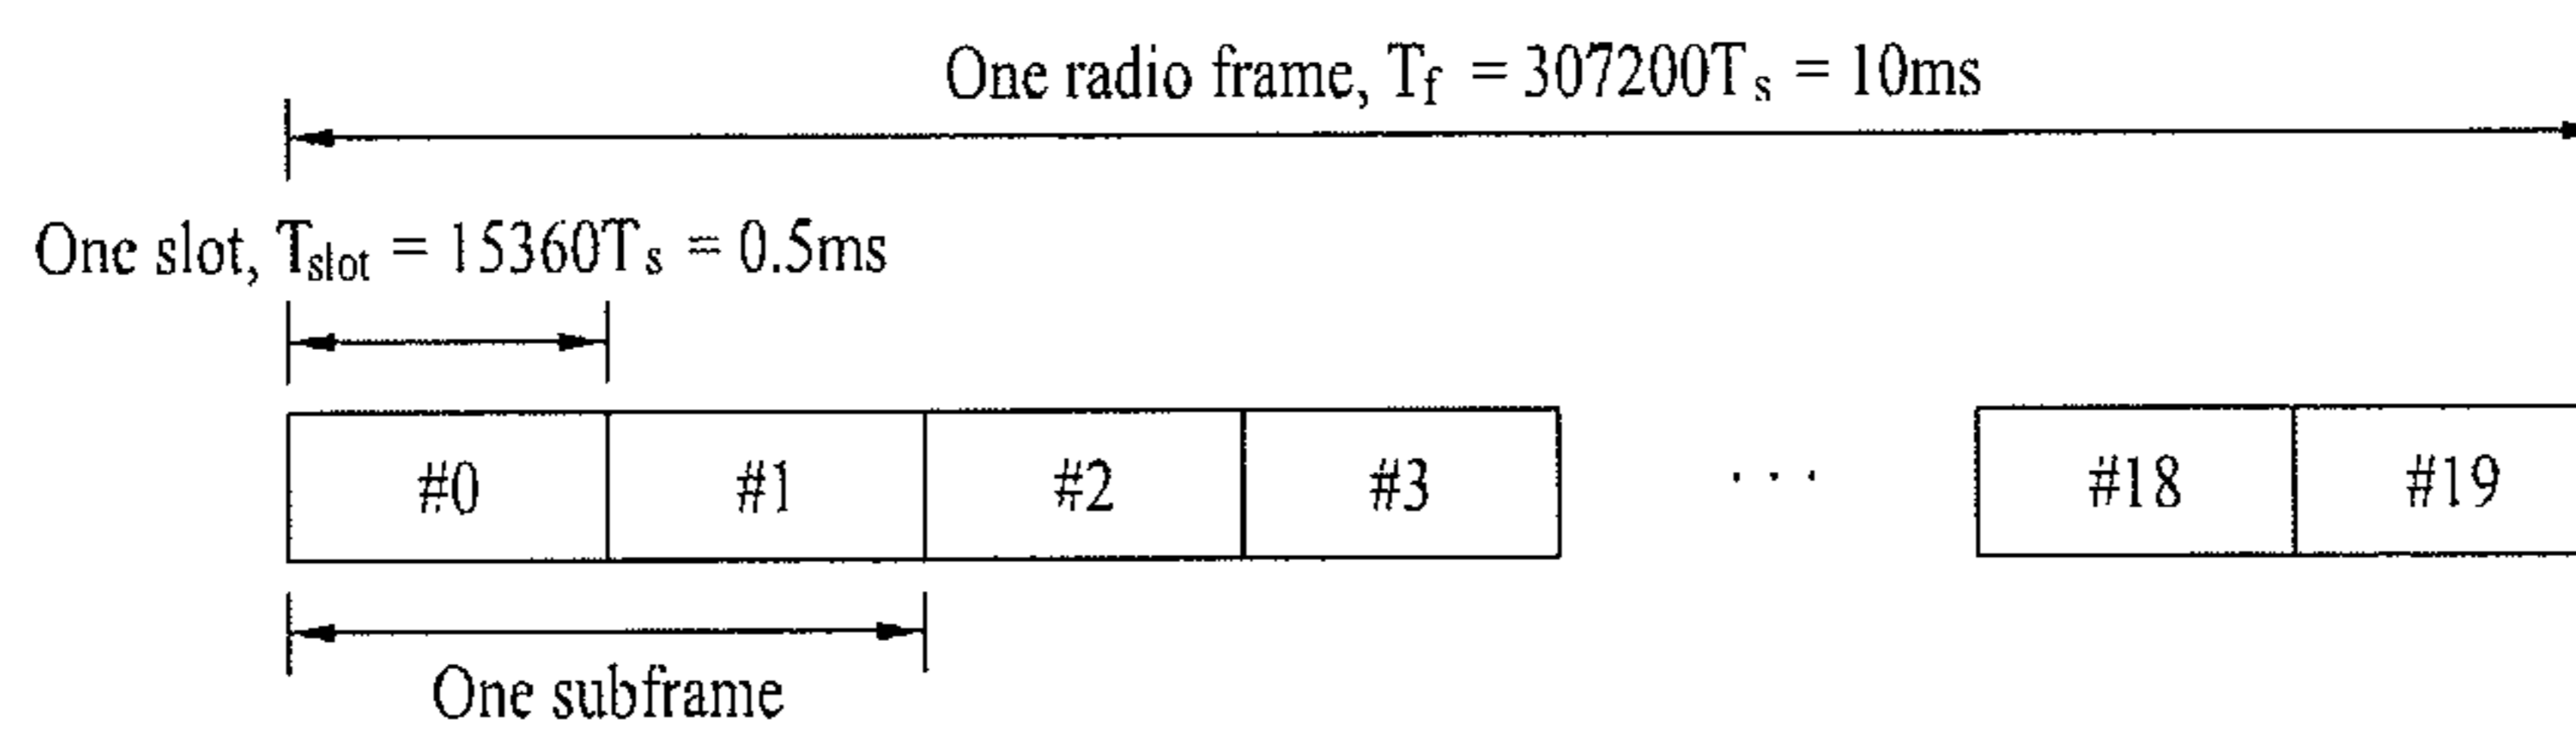 One radio frame, Tf = 307200Ts = 10ms
One slot, Tslot = 15360Ts = 0.5ms
#0 #1 #2 #3 . . . #18 #19
One subframe